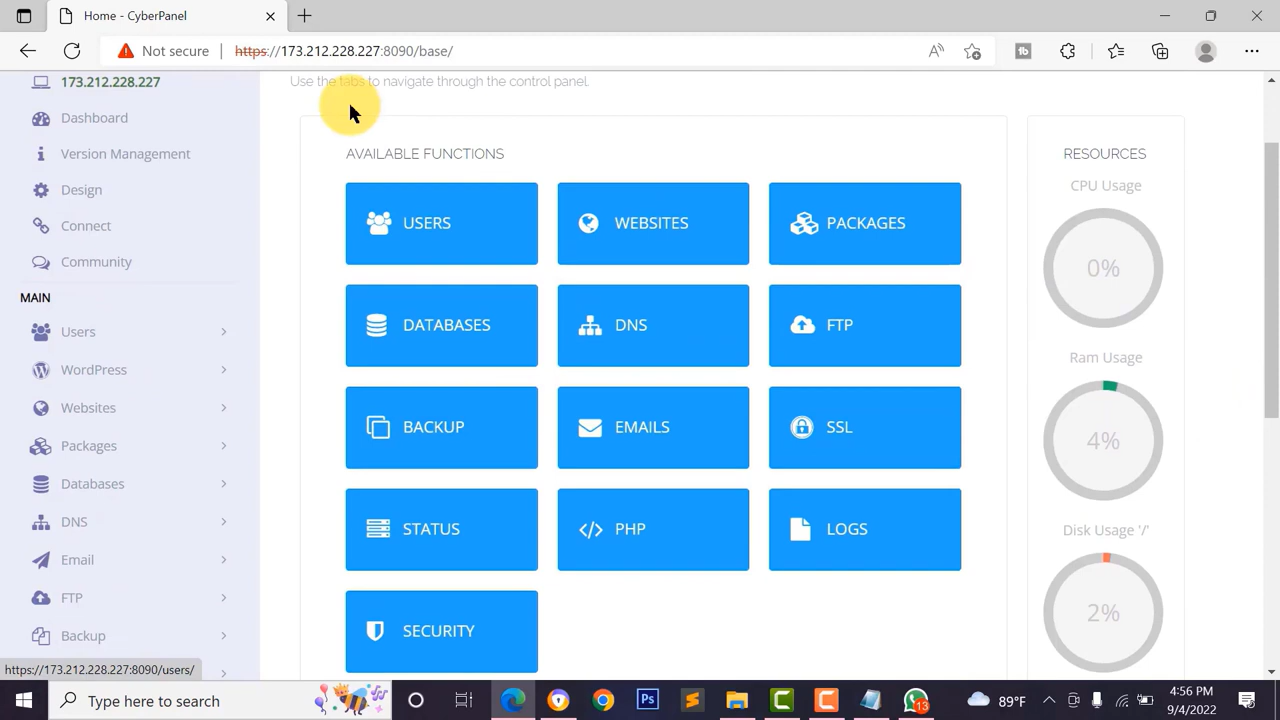 Home - CyberPanel
Not secure
https://173.212.228.227:8090/base/
173.212.228.227
Dashboard
Version Management
Design
Connect
Community
MAIN
Users
WordPress
Websites
Packages
Databases
DNS
Email
FTP
Backup
https://173.212.228.227:8090/users/
Use the tabs to navigate through the control panel.
AVAILABLE FUNCTIONS
USERS
WEBSITES
PACKAGES
DATABASES
DNS
FTP
BACKUP
EMAILS
SSL
STATUS
PHP
LOGS
SECURITY
RESOURCES
CPU Usage
0%
Ram Usage
4%
Disk Usage '/'
2%
Type here to search
Ps
13
89°F
4:56 PM
9/4/2022